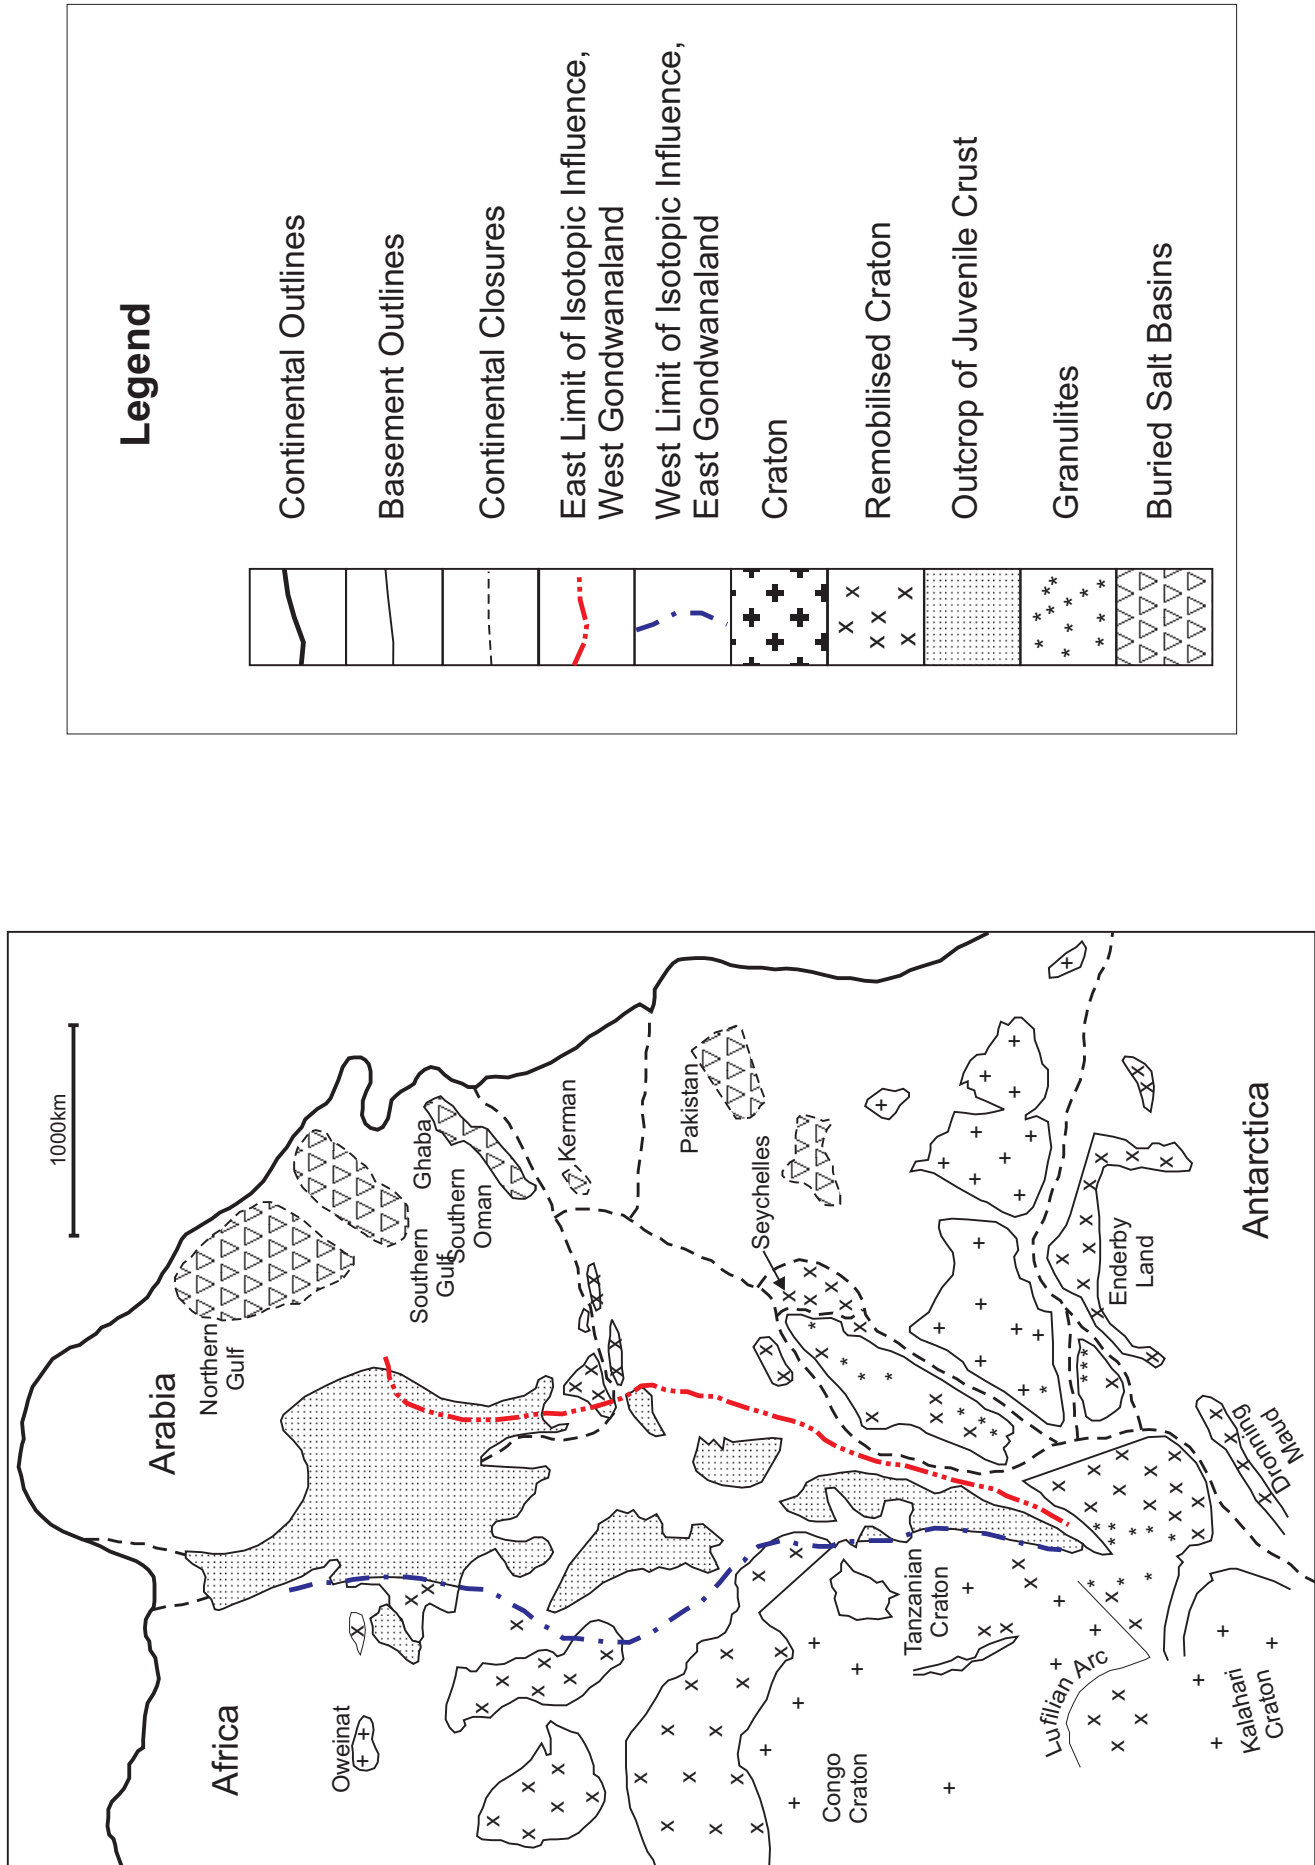 Legend
Continental Outlines
Basement Outlines
Continental Closures
East Limit of Isotopic Influence,
West Gondwanaland
West Limit of Isotopic Influence,
East Gondwanaland
Craton
Remobilised Craton
Outcrop of Juvenile Crust
Granulites
Buried Salt Basins
1000km
Arabia
Africa
Antarctica
Northern
Gulf
Southern
Gulf
Ghaba
Southern
Oman
Kerman
Pakistan
Seychelles
Oweinat
Tanzanian
Craton
Congo
Craton
Lufilian Arc
Kalahari
Craton
Enderby
Land
Dronning
Maud